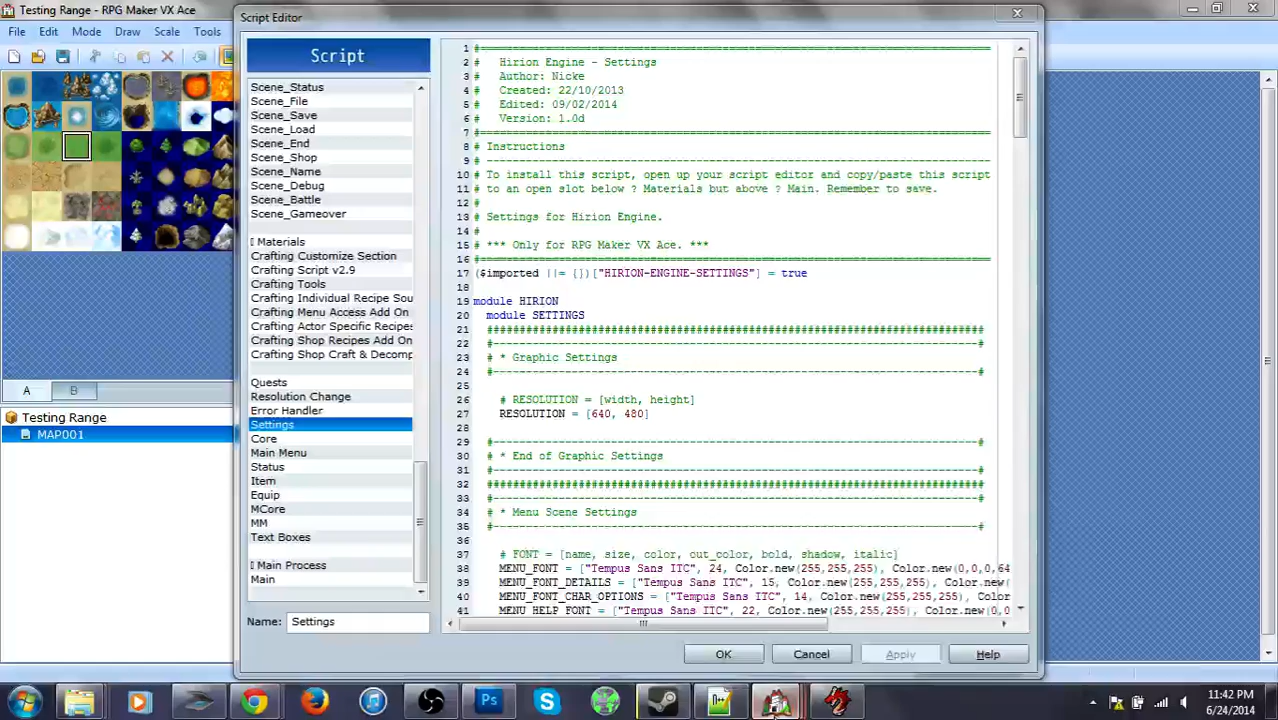 Testing Range - RPG Maker VX Ace
File Edit Mode Draw Scale Tools
A B
Testing Range
MAP001
Script Editor
Script
Scene_Status
Scene_File
Scene_Save
Scene_Load
Scene_End
Scene_Shop
Scene_Name
Scene_Debug
Scene_Battle
Scene_Gameover
Materials
Crafting Customize Section
Crafting Script v2.9
Crafting Tools
Crafting Individual Recipe Sou
Crafting Menu Access Add On
Crafting Actor Specific Recipes
Crafting Shop Recipes Add On
Crafting Shop Craft & Decomp
Quests
Resolution Change
Error Handler
Settings
Core
Main Menu
Status
Item
Equip
MCore
MM
Text Boxes
Main Process
Main
Name: Settings
1 #==============================================================================
2 # Hirion Engine - Settings
3 # Author: Nicke
4 # Created: 22/10/2013
5 # Edited: 09/02/2014
6 # Version: 1.0d
7 #==============================================================================
8 # Instructions
9 # -----------------------------------------------------------------------------
10 # To install this script, open up your script editor and copy/paste this script
11 # to an open slot below ? Materials but above ? Main. Remember to save.
12 #
13 # Settings for Hirion Engine.
14 #
15 # *** Only for RPG Maker VX Ace. ***
16 #==============================================================================
17 ($imported ||= {})["HIRION-ENGINE-SETTINGS"] = true
18
19 module HIRION
20 module SETTINGS
21 ############################################################################
22 #--------------------------------------------------------------------------#
23 # * Graphic Settings
24 #--------------------------------------------------------------------------#
25
26 # RESOLUTION = [width, height]
27 RESOLUTION = [640, 480]
28
29 #--------------------------------------------------------------------------#
30 # * End of Graphic Settings
31 #--------------------------------------------------------------------------#
32 ############################################################################
33 #--------------------------------------------------------------------------#
34 # * Menu Scene Settings
35 #--------------------------------------------------------------------------#
36
37 # FONT = [name, size, color, out_color, bold, shadow, italic]
38 MENU_FONT = ["Tempus Sans ITC", 24, Color.new(255,255,255), Color.new(0,0,0,64
39 MENU_FONT_DETAILS = ["Tempus Sans ITC", 15, Color.new(255,255,255), Color.new(
40 MENU_FONT_CHAR_OPTIONS = ["Tempus Sans ITC", 14, Color.new(255,255,255), Color
41 MENU_HELP_FONT = ["Tempus Sans ITC", 22, Color.new(255,255,255), Color.new(0,0
OK Cancel Apply Help
11:42 PM
6/24/2014